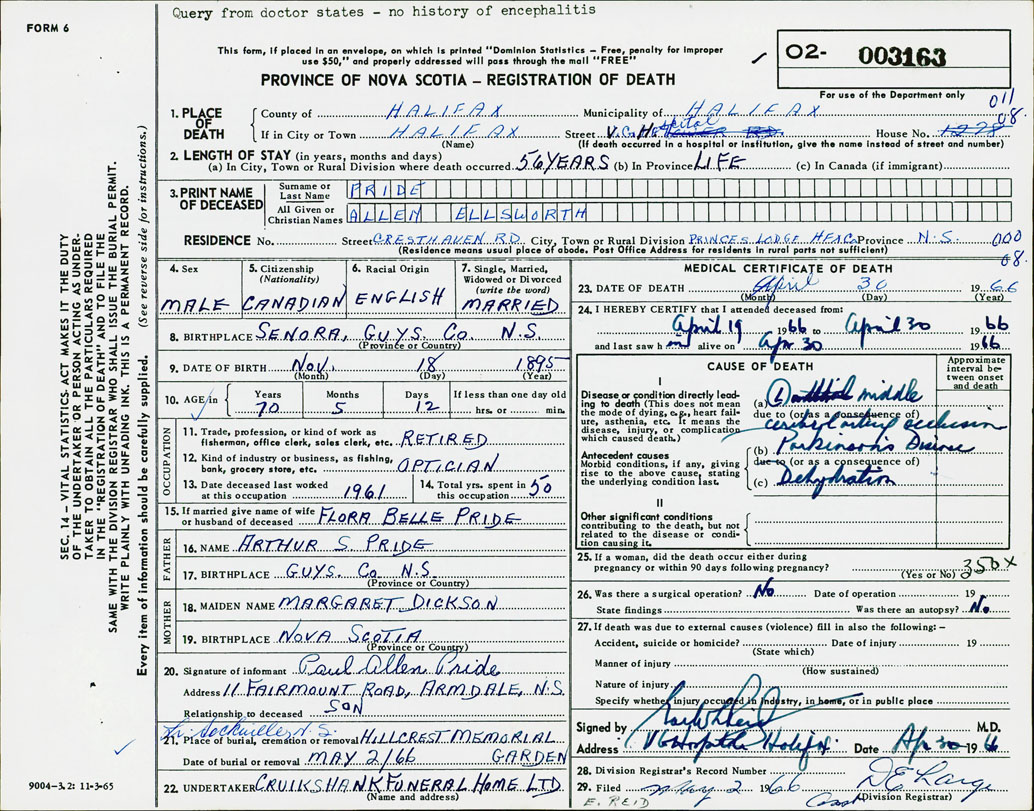 Query from doctor states - no history of encephalitis
FORM 6
This form, if placed in an envelope, on which is printed "Dominion Statistics – Free, penalty for improper
use $50," and properly addressed will pass through the mail "FREE"
PROVINCE OF NOVA SCOTIA – REGISTRATION OF DEATH
02- 003163
For use of the Department only
011
08.
1. PLACE OF DEATH
County of HALIFAX Municipality of HALIFAX
If in City or Town HALIFAX Street V.G. Hospital House No. 1278
(Name) (If death occurred in a hospital or institution, give the name instead of street and number)
2. LENGTH OF STAY (in years, months and days)
(a) In City, Town or Rural Division where death occurred 56 YEARS (b) In Province LIFE (c) In Canada (if immigrant)
3. PRINT NAME OF DECEASED
Surname or Last Name PRIDE
All Given or Christian Names ALLEN ELLSWORTH
RESIDENCE No. Street CRESTHAVEN RD City, Town or Rural Division PRINCES LODGE HFX CO Province N.S. 000
(Residence means usual place of abode. Post Office Address for residents in rural parts not sufficient) 08.
4. Sex MALE
5. Citizenship (Nationality) CANADIAN
6. Racial Origin ENGLISH
7. Single, Married, Widowed or Divorced (write the word) MARRIED
8. BIRTHPLACE SENORA, GUYS. CO. N.S.
(Province or Country)
9. DATE OF BIRTH NOV. 18 1895
(Month) (Day) (Year)
10. AGE in Years 70 Months 5 Days 12 If less than one day old hrs. or min.
OCCUPATION
11. Trade, profession, or kind of work as
fisherman, office clerk, sales clerk, etc. RETIRED
12. Kind of industry or business, as fishing,
bank, grocery store, etc. OPTICIAN
13. Date deceased last worked at this occupation 1961
14. Total yrs. spent in this occupation 50
15. If married give name of wife
or husband of deceased FLORA BELLE PRIDE
FATHER
16. NAME ARTHUR S. PRIDE
17. BIRTHPLACE GUYS. CO. N.S.
(Province or Country)
MOTHER
18. MAIDEN NAME MARGARET DICKSON
19. BIRTHPLACE NOVA SCOTIA
(Province or Country)
20. Signature of informant Paul Allen Pride
Address 11 FAIRMOUNT ROAD, ARMDALE, N.S.
Relationship to deceased SON
Sackville N.S.
21. Place of burial, cremation or removal HILLCREST MEMORIAL
Date of burial or removal MAY 2/66 GARDEN
22. UNDERTAKER CRUIKSHANK FUNERAL HOME LTD
(Name and address)
MEDICAL CERTIFICATE OF DEATH
23. DATE OF DEATH April 30 1966
(Month) (Day) (Year)
24. I HEREBY CERTIFY that I attended deceased from:
April 19 1966 to April 30 1966
and last saw h im alive on Apr 30 1966
CAUSE OF DEATH
Approximate interval between onset and death
I
Disease or condition directly leading to death (a) (This does not mean
the mode of dying, e.g., heart failure, asthenia, etc. It means the
disease, injury, or complication which caused death.)
(a) middle
due to (or as a consequence of)
cerebral artery occlusion
Antecedent causes
Morbid conditions, if any, giving
rise to the above cause, stating
the underlying condition last.
(b) Parkinson's Disease
due to (or as a consequence of)
(c) Dehydration
II
Other significant conditions
contributing to the death, but not
related to the disease or condition causing it.
25. If a woman, did the death occur either during
pregnancy or within 90 days following pregnancy? 350X
(Yes or No)
26. Was there a surgical operation? No Date of operation 19
State findings Was there an autopsy? No
27. If death was due to external causes (violence) fill in also the following: –
Accident, suicide or homicide? Date of injury 19
(State which)
Manner of injury
(How sustained)
Nature of injury
Specify whether injury occurred in industry, in home, or in public place
Signed by M.D.
Address V G Hospital Halifax Date Ap 30 1966
28. Division Registrar's Record Number
29. Filed May 2 1966
(Division Registrar)
E. REID
SEC. 14 – VITAL STATISTICS ACT MAKES IT THE DUTY
OF THE UNDERTAKER OR PERSON ACTING AS UNDER-
TAKER TO OBTAIN ALL THE PARTICULARS REQUIRED
IN THE "REGISTRATION OF DEATH" AND TO FILE THE
SAME WITH THE DIVISION REGISTRAR WHO SHALL ISSUE THE BURIAL PERMIT.
WRITE PLAINLY WITH UNFADING INK. THIS IS A PERMANENT RECORD.
Every item of information should be carefully supplied. (See reverse side for instructions.)
9004-3.2: 11-3-65